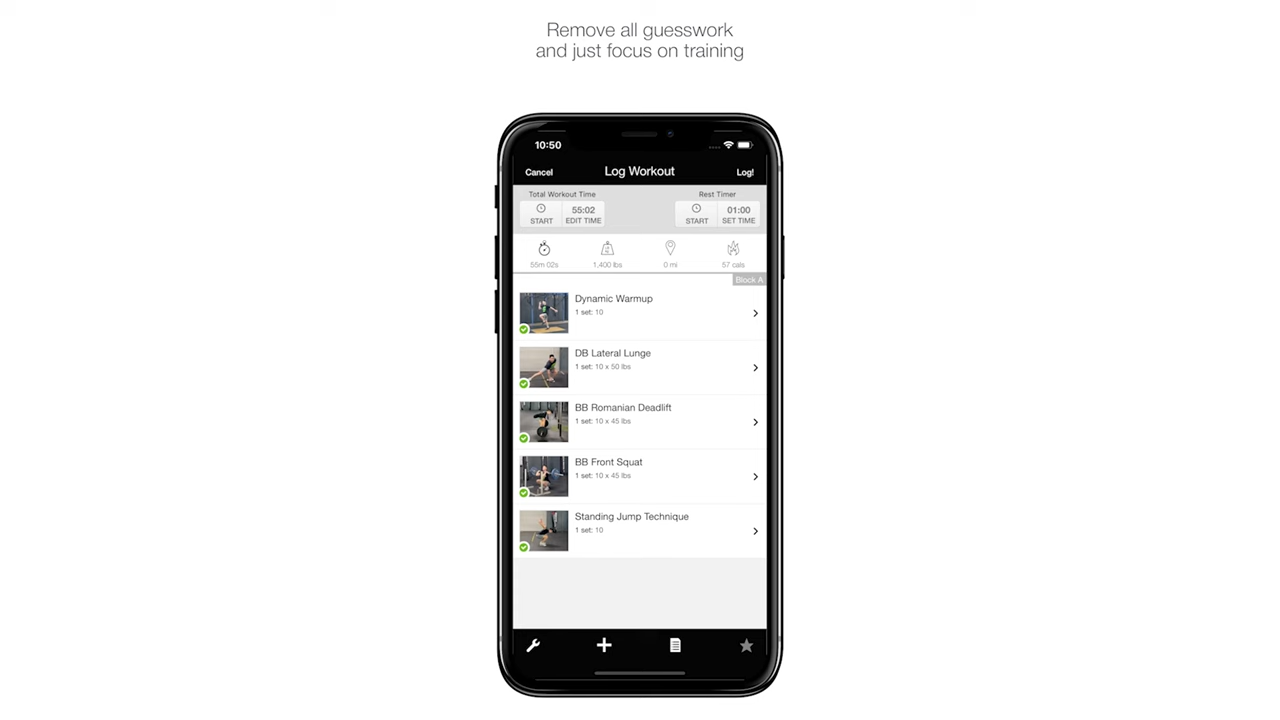 Remove all guesswork
and just focus on training
10:50
Cancel
Log Workout
Log!
Total Workout Time
Rest Timer
START
55:02
EDIT TIME
START
01:00
SET TIME
55m 02s
1,400 lbs
0 mi
57 cals
Block A
Dynamic Warmup
1 set: 10
DB Lateral Lunge
1 set: 10 x 50 lbs
BB Romanian Deadlift
1 set: 10 x 45 lbs
BB Front Squat
1 set: 10 x 45 lbs
Standing Jump Technique
1 set: 10